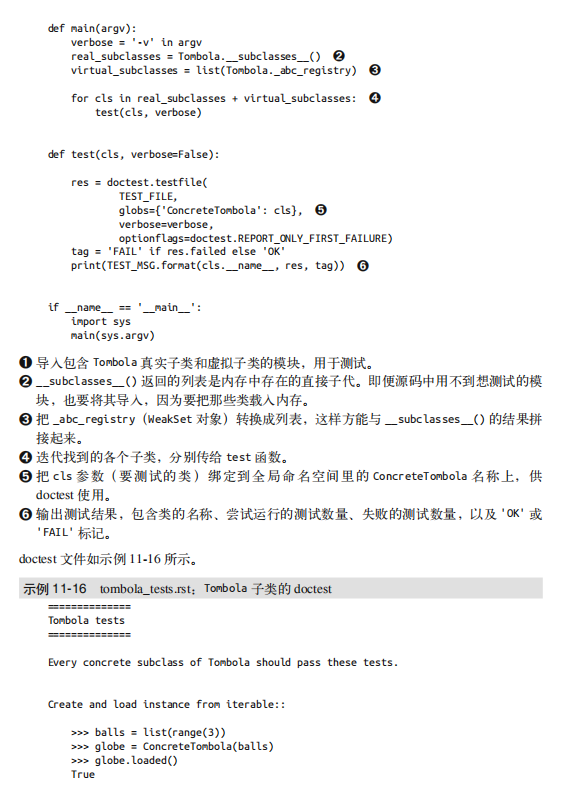 def main(argv):
    verbose = '-v' in argv
    real_subclasses = Tombola.__subclasses__() ❷
    virtual_subclasses = list(Tombola._abc_registry) ❸

    for cls in real_subclasses + virtual_subclasses: ❹
        test(cls, verbose)


def test(cls, verbose=False):

    res = doctest.testfile(
            TEST_FILE,
            globs={'ConcreteTombola': cls}, ❺
            verbose=verbose,
            optionflags=doctest.REPORT_ONLY_FIRST_FAILURE)
    tag = 'FAIL' if res.failed else 'OK'
    print(TEST_MSG.format(cls.__name__, res, tag)) ❻


if __name__ == '__main__':
    import sys
    main(sys.argv)
❶ 导入包含 Tombola 真实子类和虚拟子类的模块，用于测试。
❷ __subclasses__() 返回的列表是内存中存在的直接子代。即便源码中用不到想测试的模
块，也要将其导入，因为要把那些类载入内存。
❸ 把 _abc_registry（WeakSet 对象）转换成列表，这样方能与 __subclasses__() 的结果拼
接起来。
❹ 迭代找到的各个子类，分别传给 test 函数。
❺ 把 cls 参数（要测试的类）绑定到全局命名空间里的 ConcreteTombola 名称上，供
doctest 使用。
❻ 输出测试结果，包含类的名称、尝试运行的测试数量、失败的测试数量，以及 'OK' 或
'FAIL' 标记。
doctest 文件如示例 11-16 所示。
示例 11-16 tombola_tests.rst：Tombola 子类的 doctest
==============
Tombola tests
==============

Every concrete subclass of Tombola should pass these tests.


Create and load instance from iterable::

    >>> balls = list(range(3))
    >>> globe = ConcreteTombola(balls)
    >>> globe.loaded()
    True